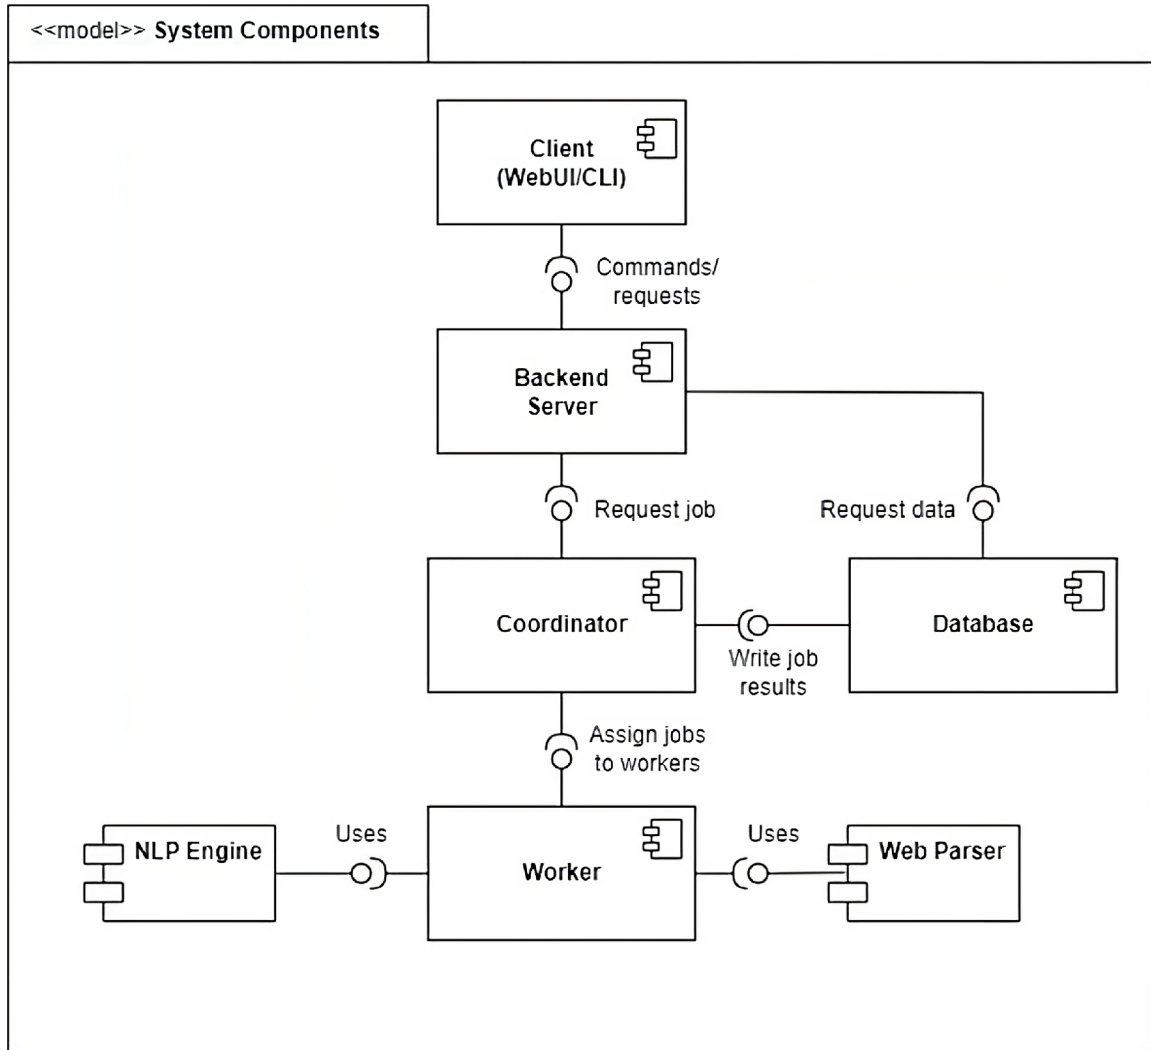 <<model>> System Components
Client
(WebUI/CLI)
Commands/
requests
Backend
Server
Request job
Request data
Coordinator
Database
Write job
results
Assign jobs
to workers
NLP Engine
Uses
Worker
Uses
Web Parser